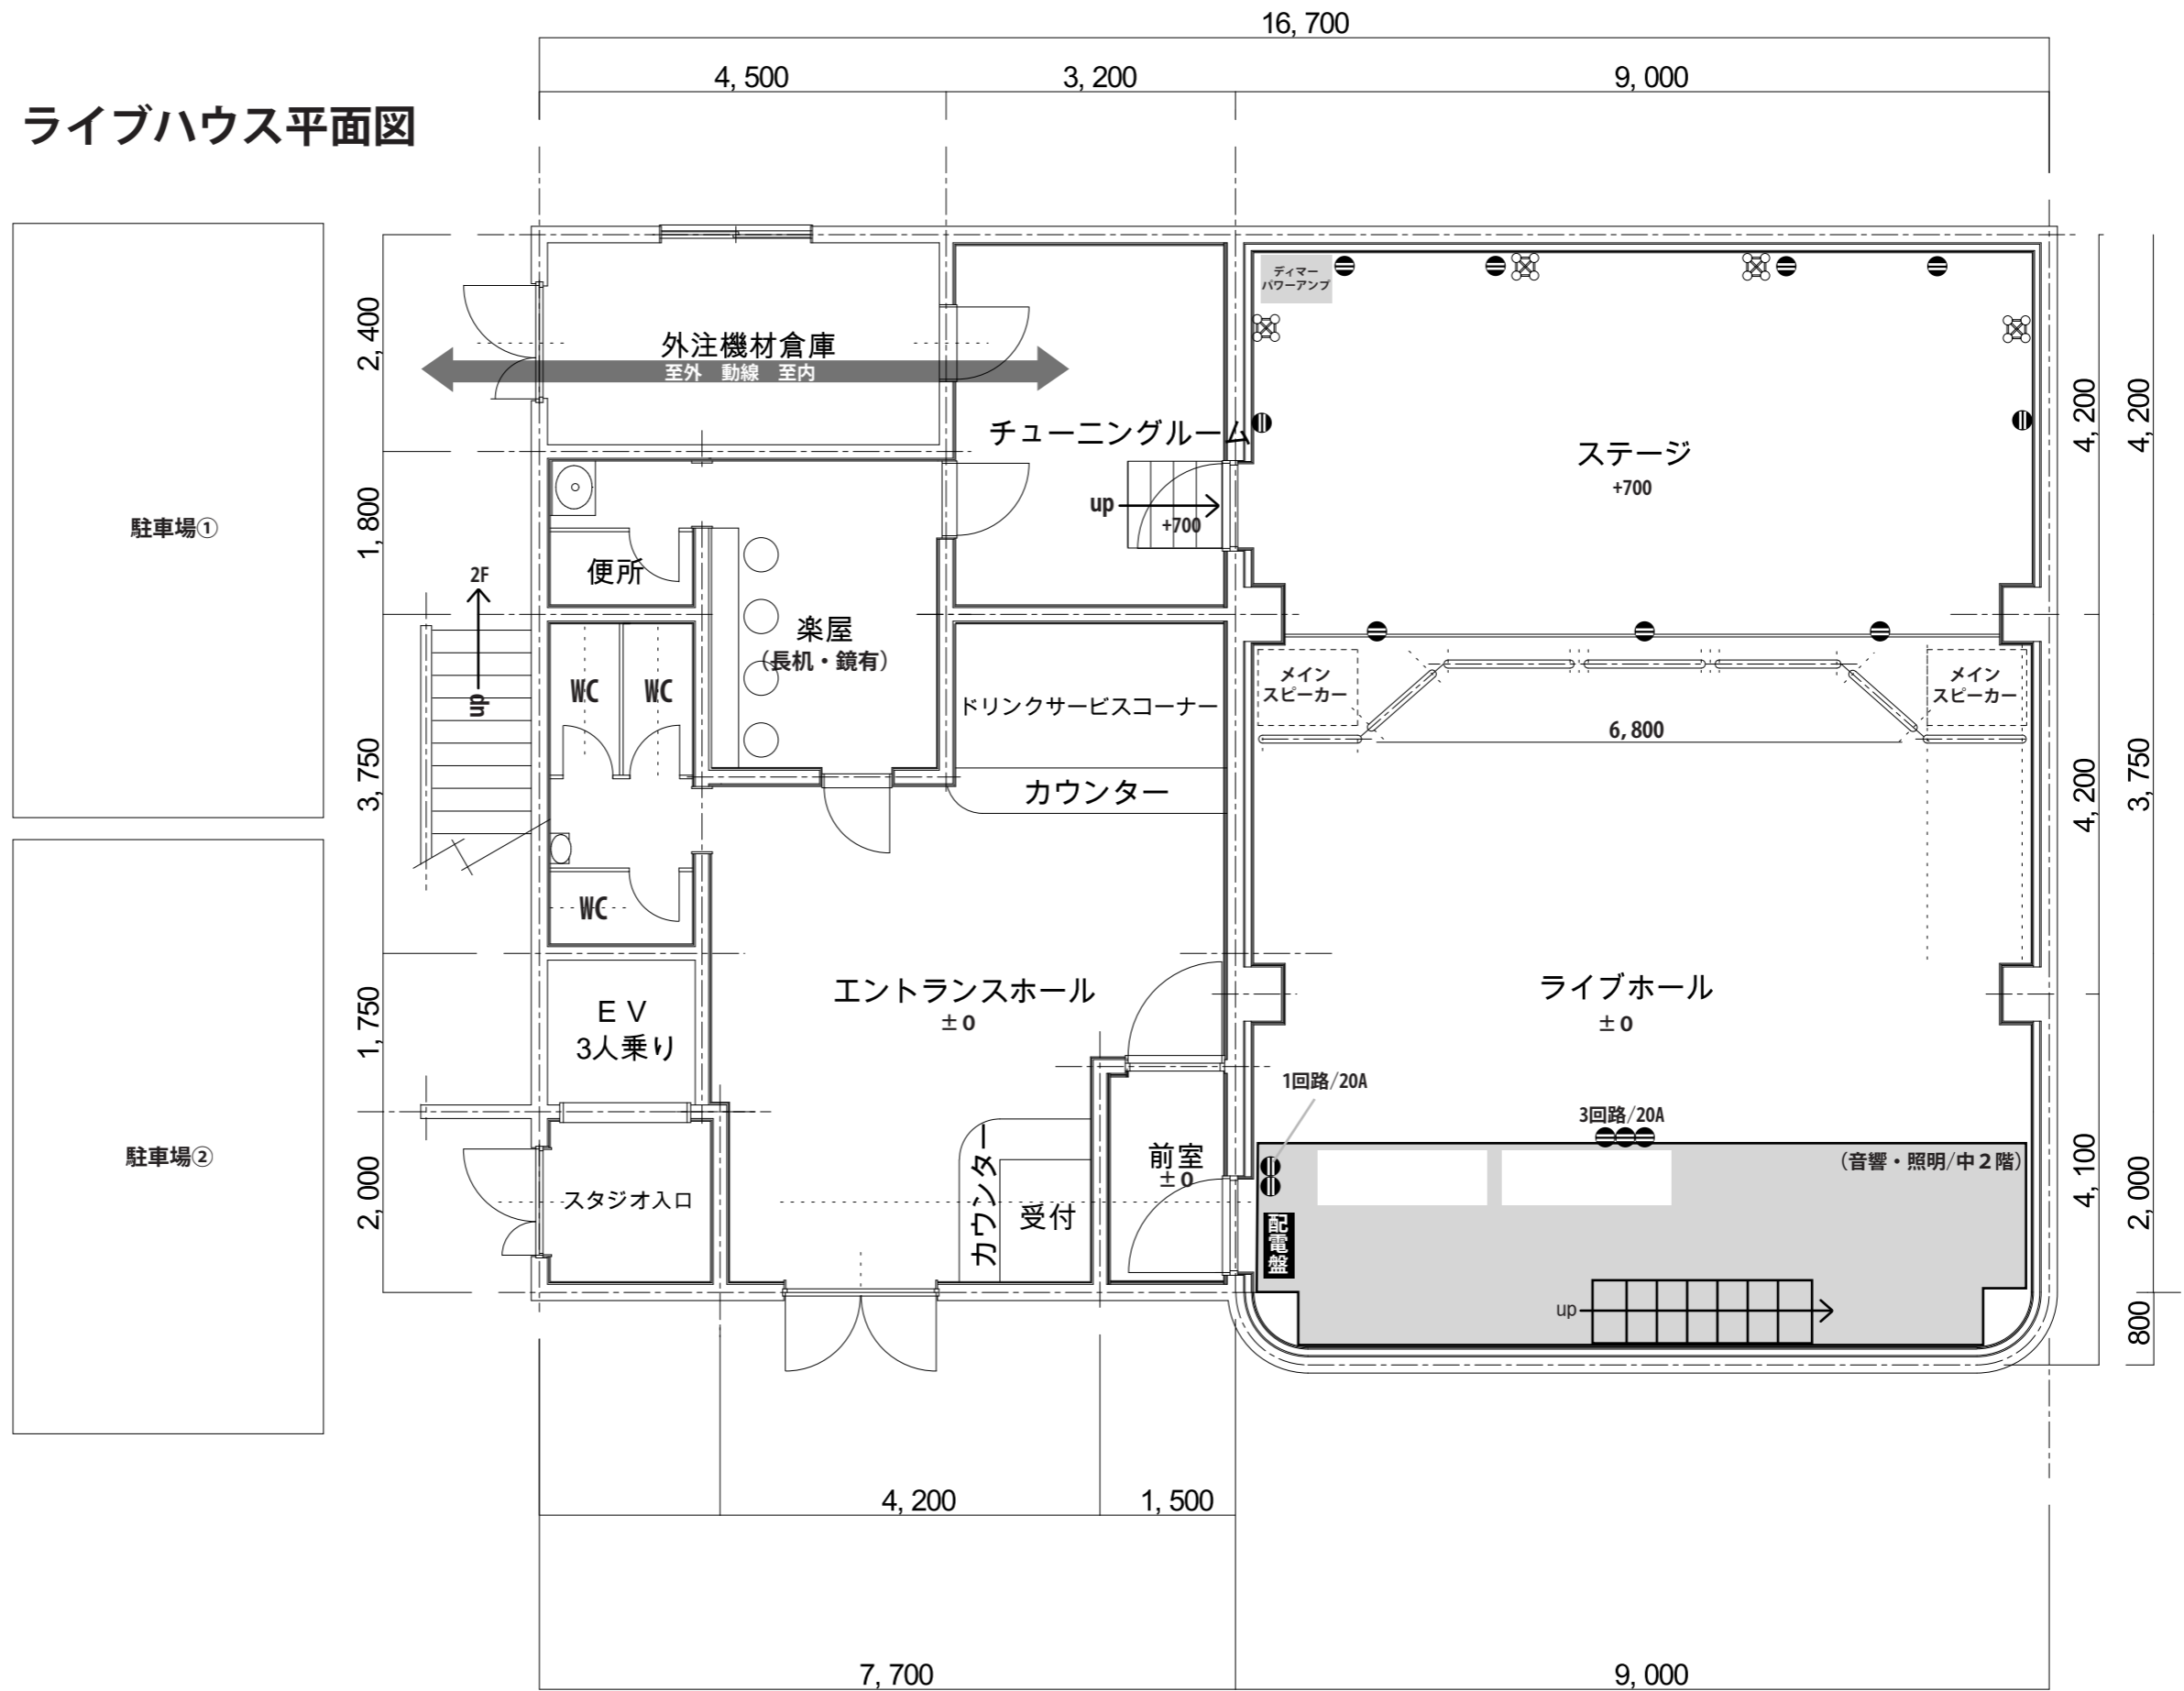 16,700
4,500
3,200
9,000
ライブハウス平面図
ディマー
パワーアンプ
2,400
外注機材倉庫
至外 動線 至内
チューニングルーム
4,200
4,200
ステージ
+700
up
+700
1,800
駐車場①
便所
2F
up
楽屋
(長机・鏡有)
WC
WC
ドリンクサービスコーナー
メイン
スピーカー
メイン
スピーカー
6,800
3,750
カウンター
4,200
3,750
WC
エントランスホール
±0
ライブホール
±0
1,750
EV
3人乗り
1回路/20A
3回路/20A
駐車場②
前室
±0
(音響・照明/中2階)
4,100
2,000
2,000
スタジオ入口
カウンター
受付
配電盤
up
800
4,200
1,500
7,700
9,000